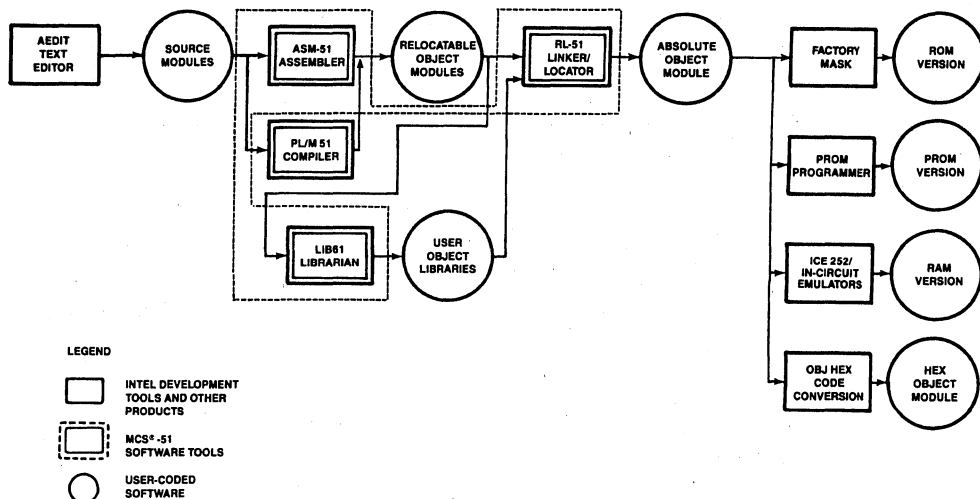 AEDIT
TEXT
EDITOR
SOURCE
MODULES
ASM-51
ASSEMBLER
RELOCATABLE
OBJECT
MODULES
RL-51
LINKER/
LOCATOR
ABSOLUTE
OBJECT
MODULE
FACTORY
MASK
ROM
VERSION
PL/M 51
COMPILER
PROM
PROGRAMMER
PROM
VERSION
LIB61
LIBRARIAN
USER
OBJECT
LIBRARIES
ICE 252/
IN-CIRCUIT
EMULATORS
RAM
VERSION
OBJ HEX
CODE
CONVERSION
HEX
OBJECT
MODULE
LEGEND
INTEL DEVELOPMENT
TOOLS AND OTHER
PRODUCTS
MCS®-51
SOFTWARE TOOLS
USER-CODED
SOFTWARE